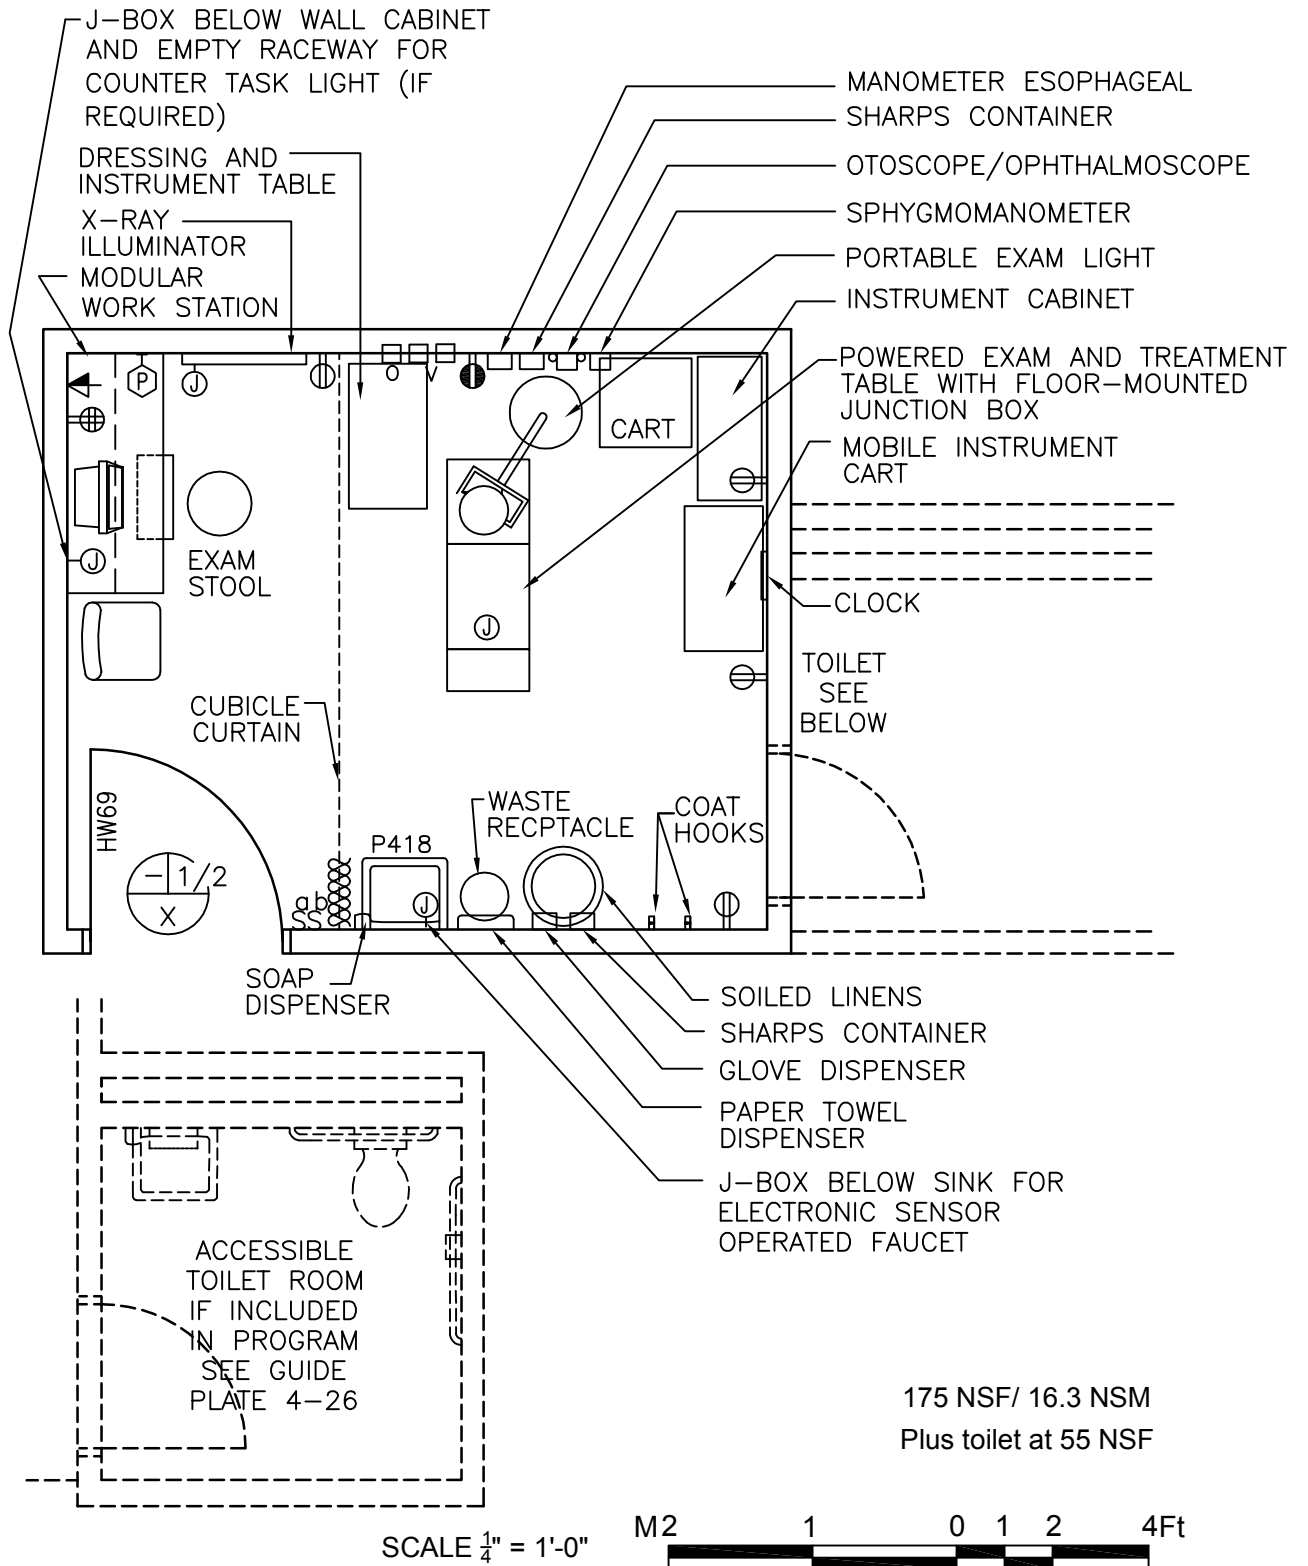 J-BOX BELOW WALL CABINET
AND EMPTY RACEWAY FOR
COUNTER TASK LIGHT (IF
REQUIRED)
DRESSING AND
INSTRUMENT TABLE
X-RAY
ILLUMINATOR
MODULAR
WORK STATION
MANOMETER ESOPHAGEAL
SHARPS CONTAINER
OTOSCOPE/OPHTHALMOSCOPE
SPHYGMOMANOMETER
PORTABLE EXAM LIGHT
INSTRUMENT CABINET
POWERED EXAM AND TREATMENT
TABLE WITH FLOOR-MOUNTED
JUNCTION BOX
MOBILE INSTRUMENT
CART
CLOCK
TOILET
SEE
BELOW
P
J
O V
CART
J
EXAM
STOOL
J
CUBICLE
CURTAIN
HW69
- 1/2
X
ab
SS
P418
J
WASTE
RECPTACLE
COAT
HOOKS
SOAP
DISPENSER
SOILED LINENS
SHARPS CONTAINER
GLOVE DISPENSER
PAPER TOWEL
DISPENSER
J-BOX BELOW SINK FOR
ELECTRONIC SENSOR
OPERATED FAUCET
ACCESSIBLE
TOILET ROOM
IF INCLUDED
IN PROGRAM
SEE GUIDE
PLATE 4-26
175 NSF/ 16.3 NSM
Plus toilet at 55 NSF
SCALE 1/4" = 1'-0"
M2 1 0 1 2 4Ft